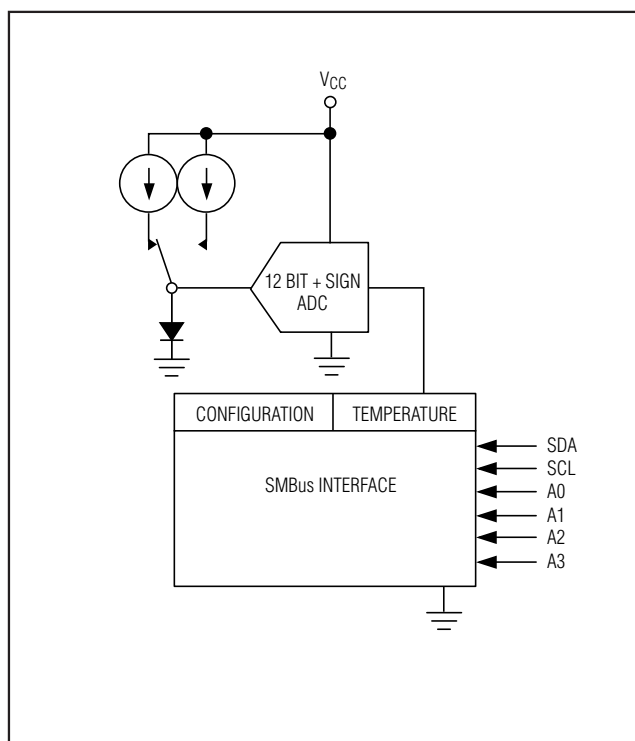 VCC
12 BIT + SIGN
ADC
CONFIGURATION
TEMPERATURE
SMBus INTERFACE
SDA
SCL
A0
A1
A2
A3